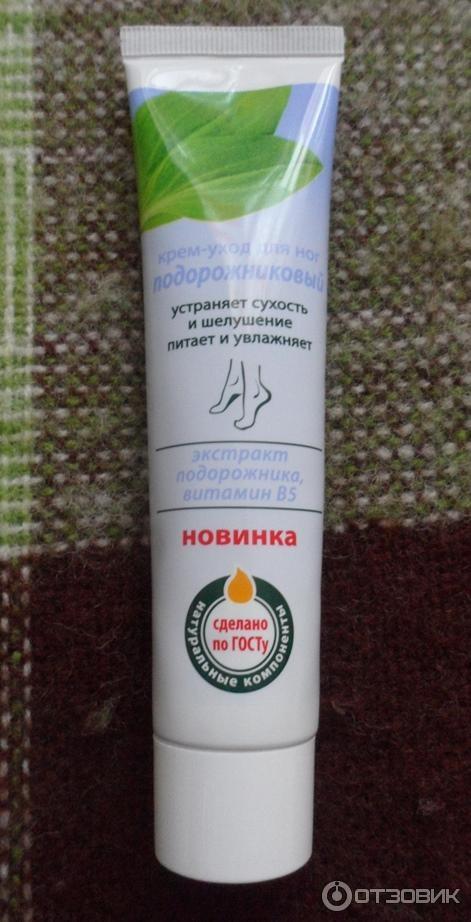 крем-уход для ног
подорожниковый
устраняет сухость
и шелушение
питает и увлажняет
экстракт
подорожника,
витамин В5
новинка
натуральные компоненты
сделано
по ГОСТу
ОТЗОВИК